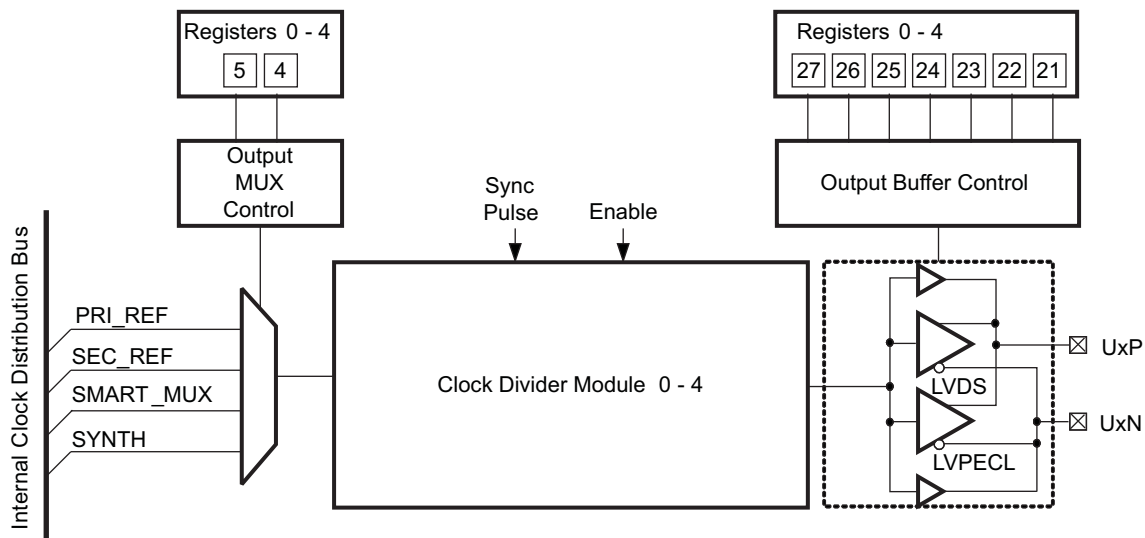 Registers 0 - 4
5 4
Output
MUX
Control
Registers 0 - 4
27 26 25 24 23 22 21
Output Buffer Control
Sync
Pulse
Enable
Internal Clock Distribution Bus
PRI_REF
SEC_REF
SMART _MUX
SYNTH
Clock Divider Module 0 - 4
LVDS
LVPECL
UxP
UxN